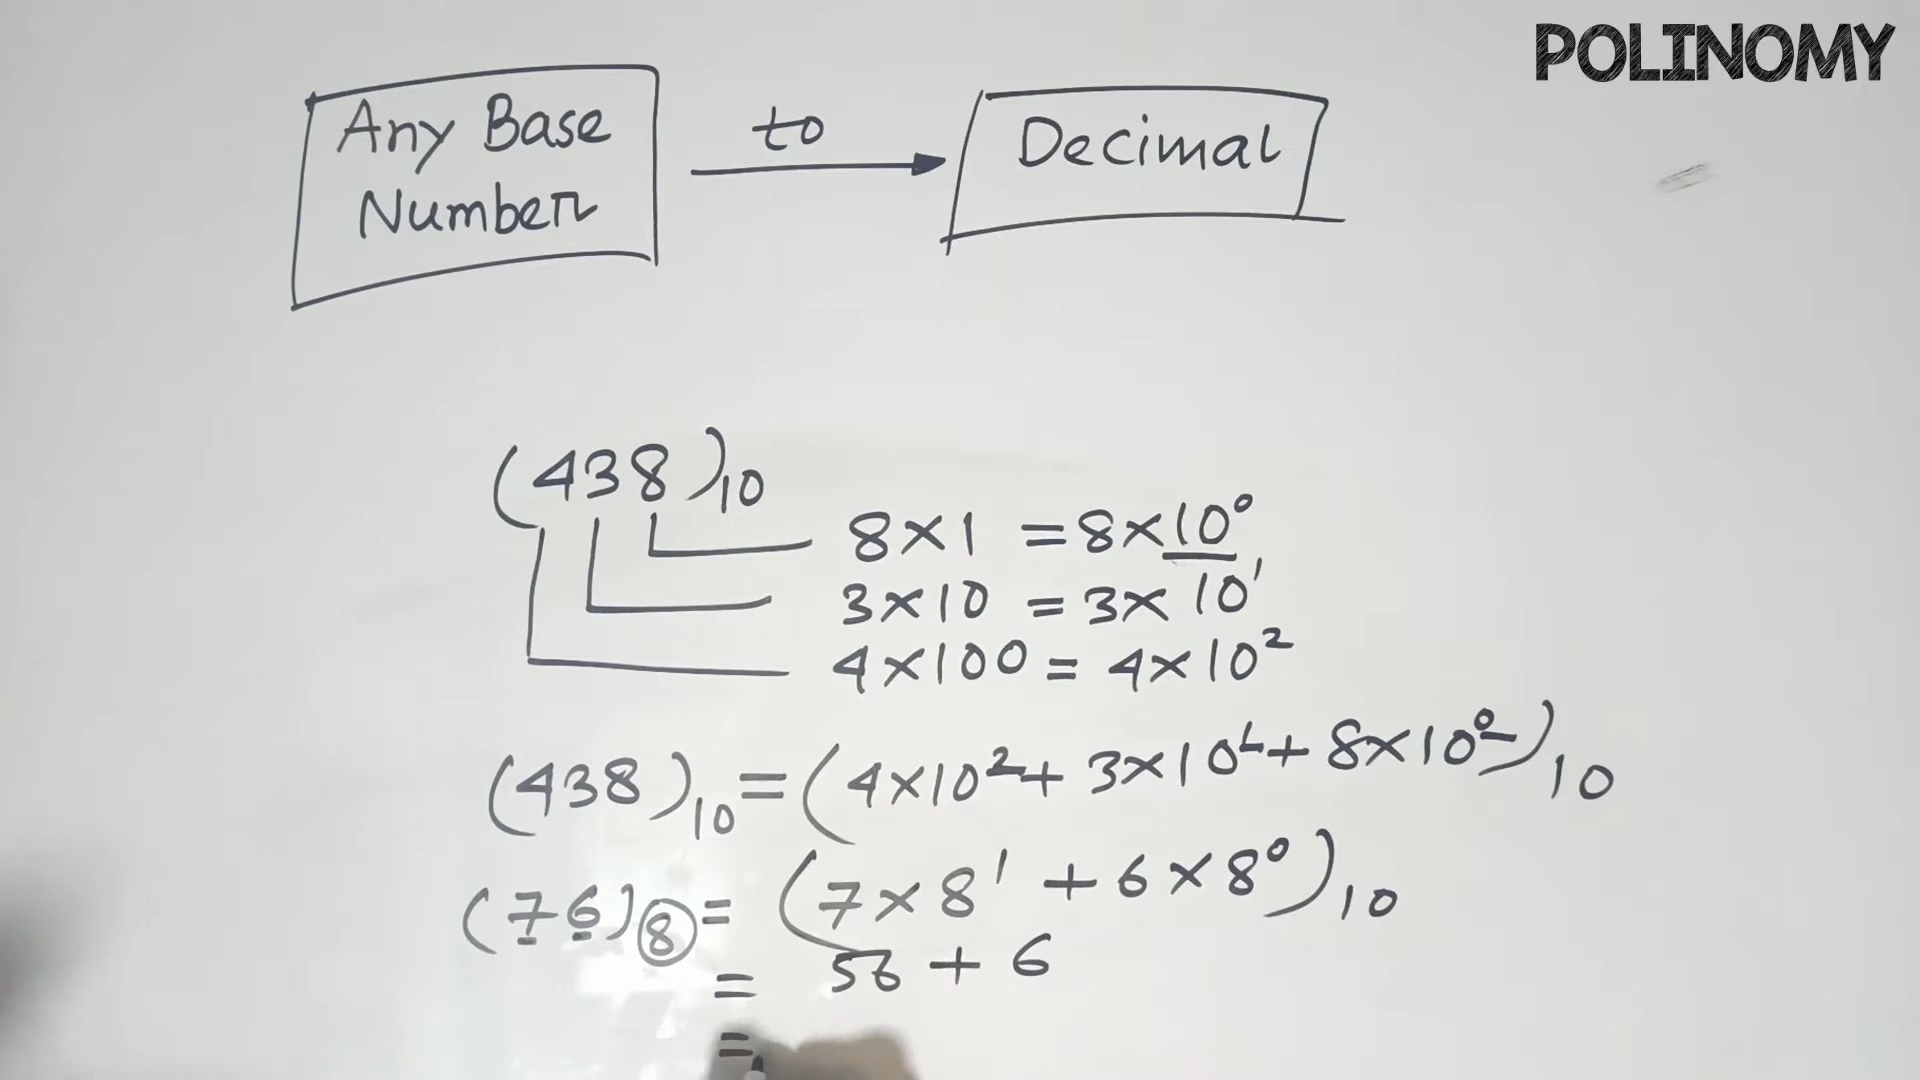 POLINOMY
Any Base to Decimal
Number
(438)₁₀
8×1 = 8×10⁰
3×10 = 3×10¹
4×100 = 4×10²
(438)₁₀ = (4×10² + 3×10¹ + 8×10⁰)₁₀
(76)₈ = (7×8¹ + 6×8⁰)₁₀
= 56 + 6
=